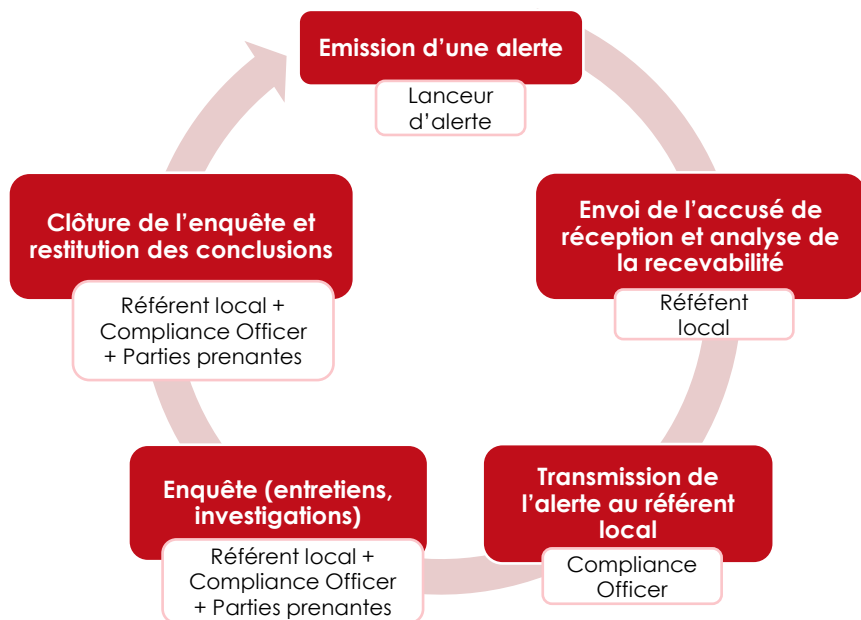 Emission d'une alerte
Lanceur
d'alerte
Envoi de l'accusé de
réception et analyse de
la recevabilité
Réféfent
local
Transmission de
l'alerte au référent
local
Compliance
Officer
Enquête (entretiens,
investigations)
Référent local +
Compliance Officer
+ Parties prenantes
Clôture de l'enquête et
restitution des conclusions
Référent local +
Compliance Officer
+ Parties prenantes